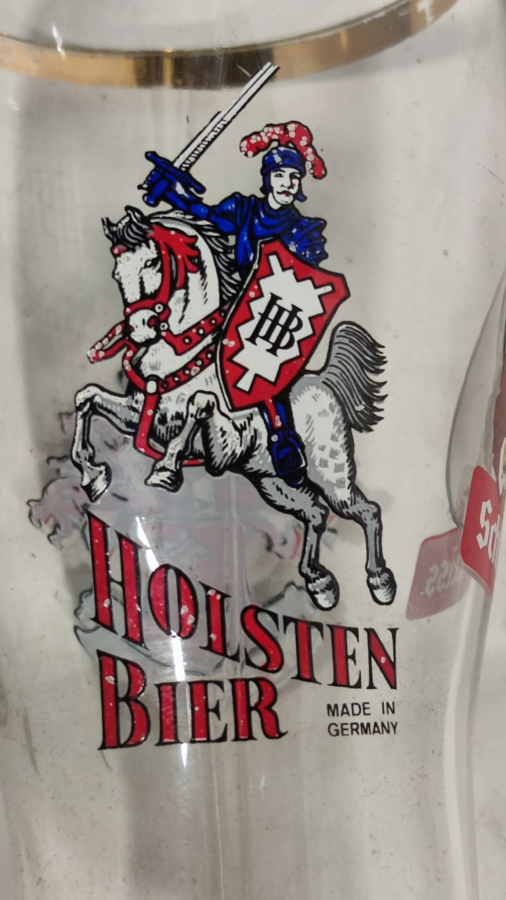 HB
HOLSTEN
BIER
MADE IN
GERMANY